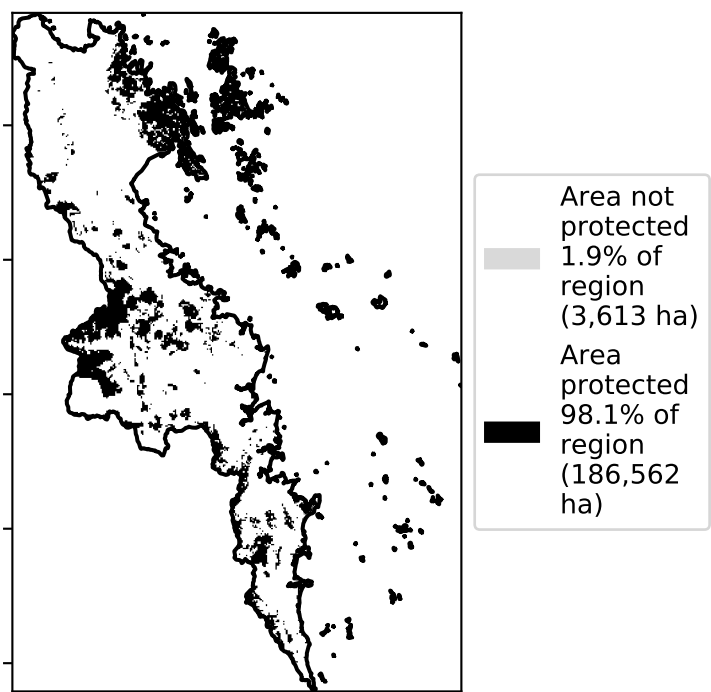 Area not
protected
1.9% of
region
(3,613 ha)
Area
protected
98.1% of
region
(186,562
ha)